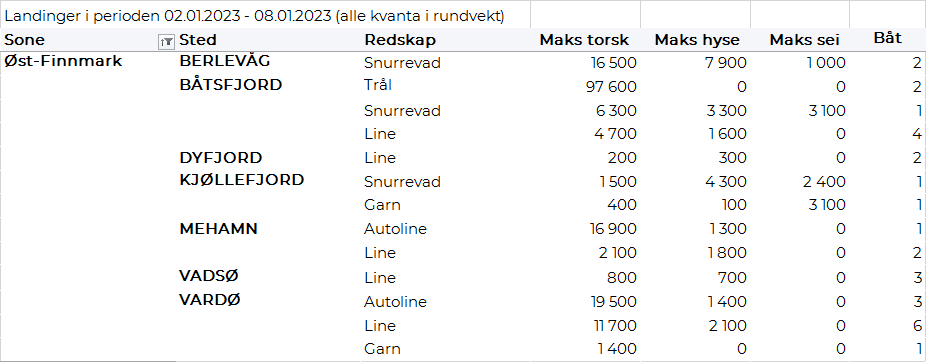 Landinger i perioden 02.01.2023 - 08.01.2023 (alle kvanta i rundvekt)
Sone Sted Redskap Maks torsk Maks hyse Maks sei Båt
Øst-Finnmark BERLEVÅG Snurrevad 16 500 7 900 1 000 2
BÅTSFJORD Trål 97 600 0 0 2
Snurrevad 6 300 3 300 3 100 1
Line 4 700 1 600 0 4
DYFJORD Line 200 300 0 2
KJØLLEFJORD Snurrevad 1 500 4 300 2 400 1
Garn 400 100 3 100 1
MEHAMN Autoline 16 900 1 300 0 1
Line 2 100 1 800 0 2
VADSØ Line 800 700 0 3
VARDØ Autoline 19 500 1 400 0 3
Line 11 700 2 100 0 6
Garn 1 400 0 0 1